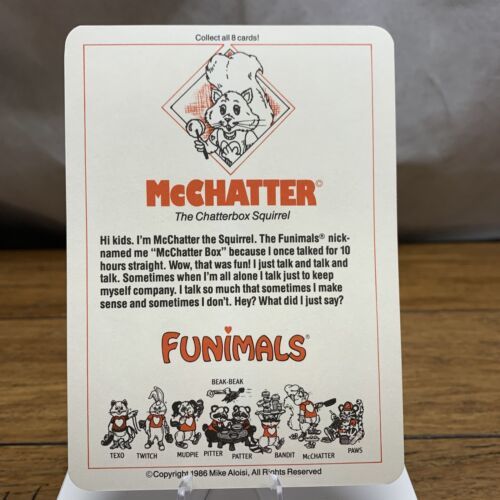 Collect all 8 cards!
McCHATTER©
The Chatterbox Squirrel
Hi kids. I'm McChatter the Squirrel. The Funimals® nick-
named me "McChatter Box" because I once talked for 10
hours straight. Wow, that was fun! I just talk and talk and
talk. Sometimes when I'm all alone I talk just to keep
myself company. I talk so much that sometimes I make
sense and sometimes I don't. Hey? What did I just say?
FUNIMALS®
BEAK-BEAK
TEXO TWITCH MUDPIE PITTER PATTER BANDIT McCHATTER PAWS
©Copyright 1986 Mike Aloisi, All Rights Reserved